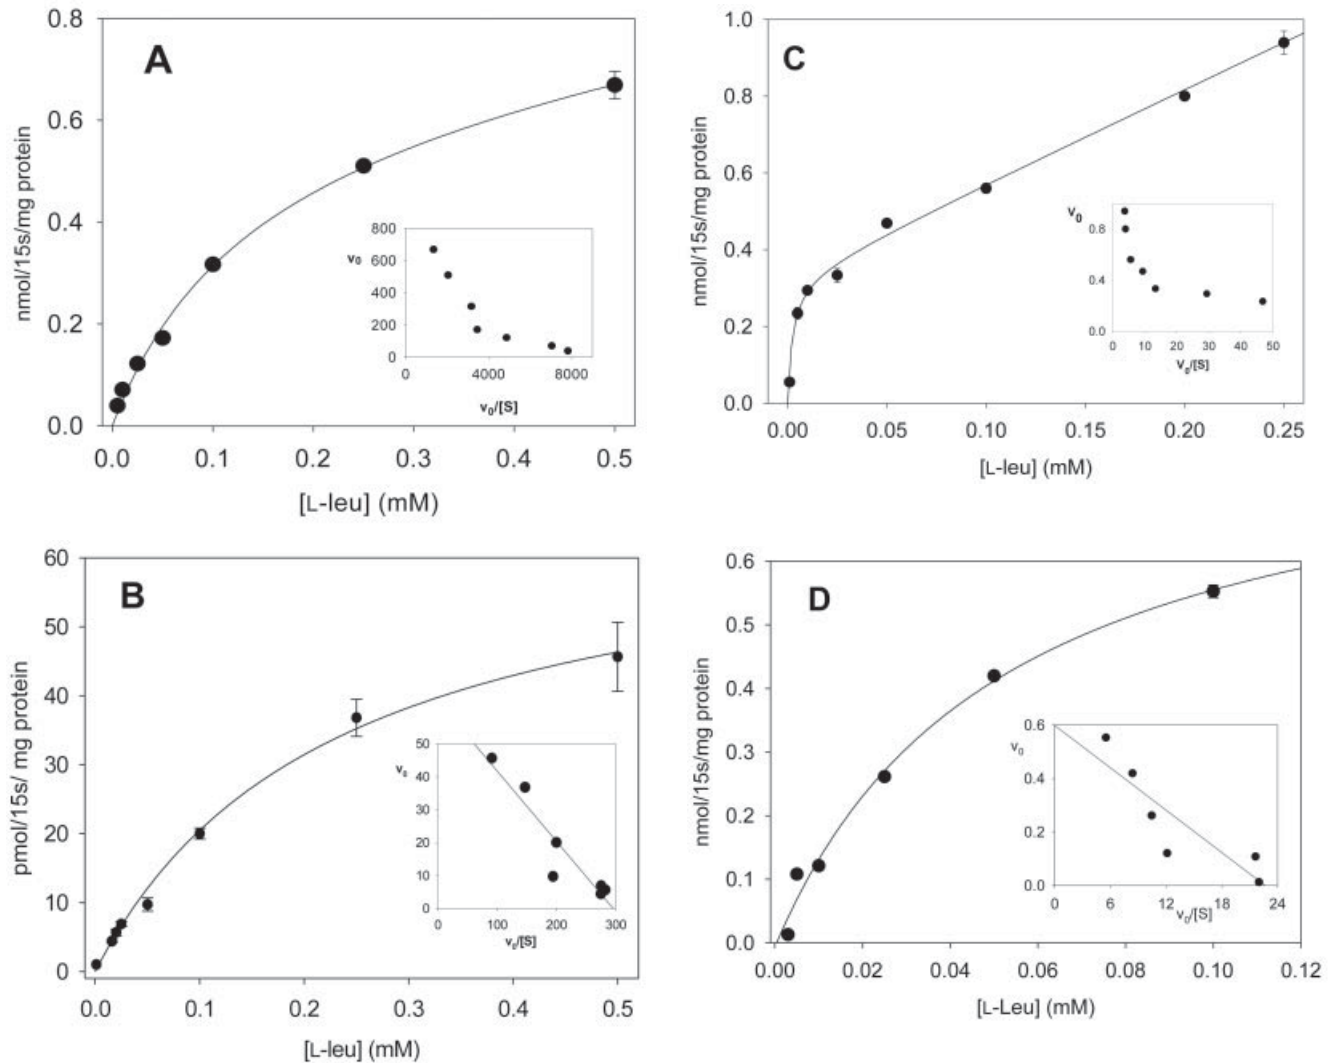 A
nmol/15s/mg protein
0.8
0.6
0.4
0.2
0.0
0.0 0.1 0.2 0.3 0.4 0.5
[L-leu] (mM)
v₀
800
600
400
200
0
0 4000 8000
v₀/[S]
C
nmol/15s/mg protein
1.0
0.8
0.6
0.4
0.2
0.0
0.00 0.05 0.10 0.15 0.20 0.25
[L-leu] (mM)
V₀
0.8
0.4
0.0
0 10 20 30 40 50
V₀/[S]
B
pmol/15s/ mg protein
60
50
40
30
20
10
0
0.0 0.1 0.2 0.3 0.4 0.5
[L-leu] (mM)
v₀
50
40
30
20
10
0
0 100 200 300
v₀/[S]
D
nmol/15s/mg protein
0.6
0.5
0.4
0.3
0.2
0.1
0.0
0.00 0.02 0.04 0.06 0.08 0.10 0.12
[L-Leu] (mM)
v₀
0.6
0.4
0.2
0.0
0 6 12 18 24
v₀/[S]